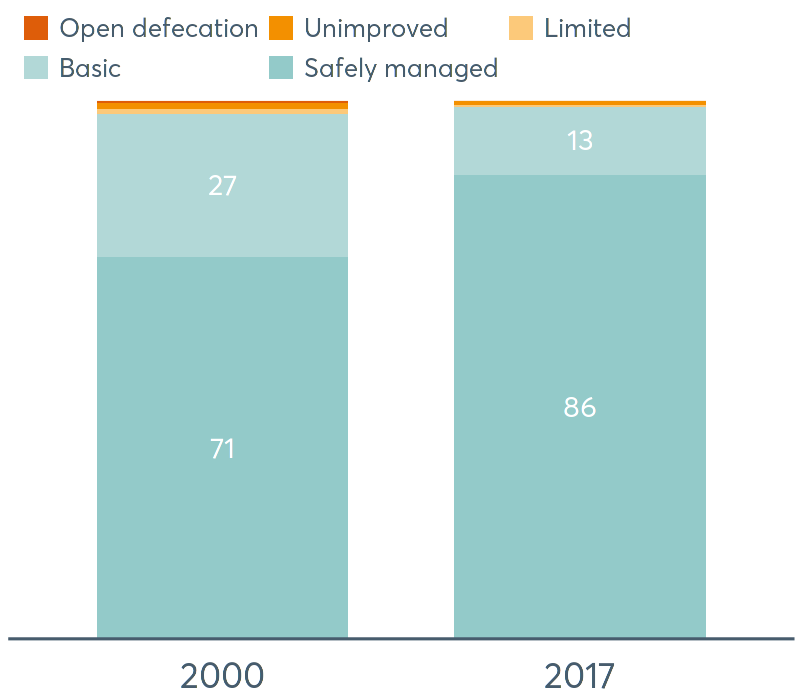 Open defecation Unimproved Limited
Basic Safely managed
27
13
71
86
2000 2017